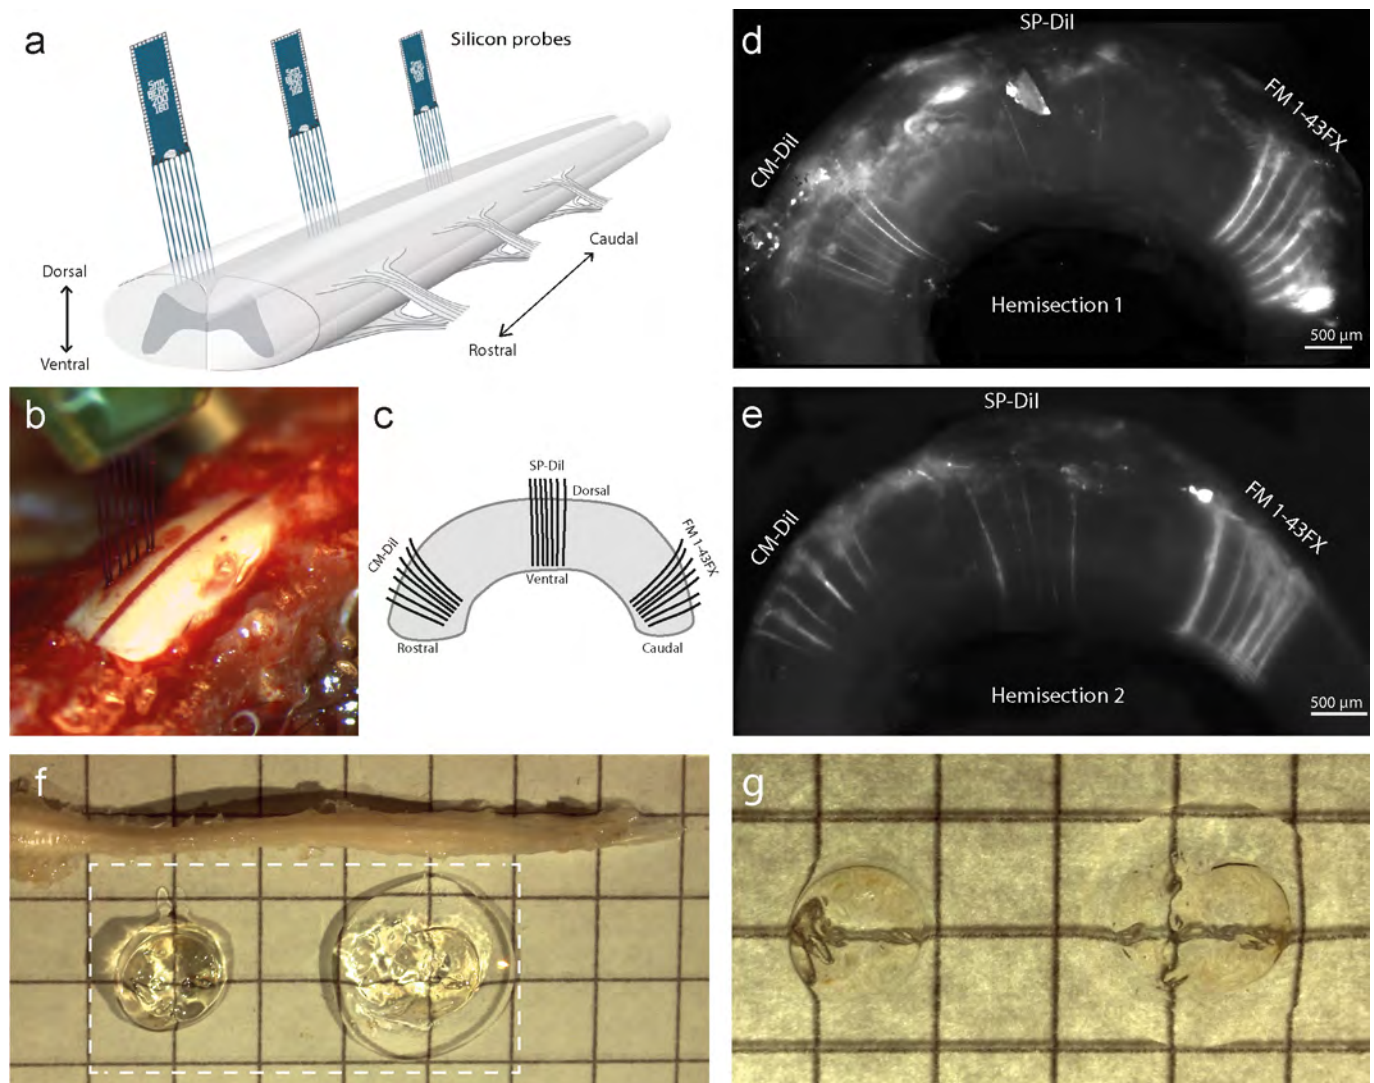 a
Silicon probes
Dorsal
Ventral
Caudal
Rostral
b
c
SP-DiI
Dorsal
CM-DiI
FM 1-43FX
Ventral
Rostral
Caudal
d
SP-DiI
CM-DiI
FM 1-43FX
Hemisection 1
500 µm
e
SP-DiI
CM-DiI
FM 1-43FX
Hemisection 2
500 µm
f
g